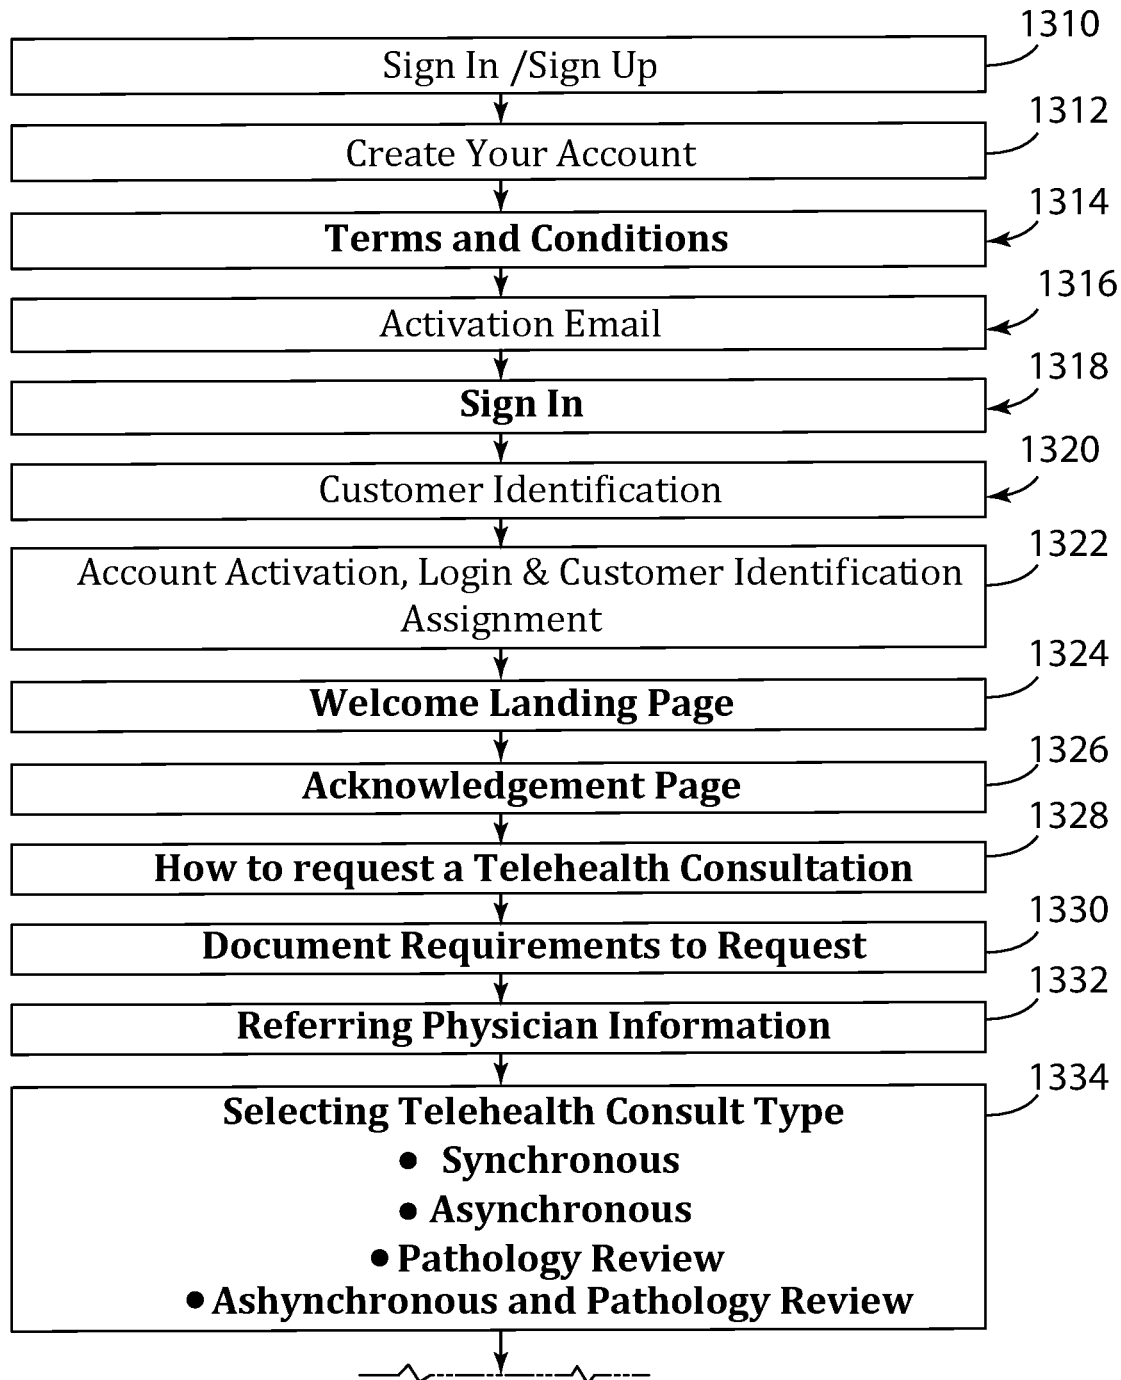 1310
Sign In /Sign Up
1312
Create Your Account
1314
Terms and Conditions
1316
Activation Email
1318
Sign In
1320
Customer Identification
1322
Account Activation, Login & Customer Identification
Assignment
1324
Welcome Landing Page
1326
Acknowledgement Page
1328
How to request a Telehealth Consultation
1330
Document Requirements to Request
1332
Referring Physician Information
1334
Selecting Telehealth Consult Type
• Synchronous
• Asynchronous
• Pathology Review
• Ashynchronous and Pathology Review